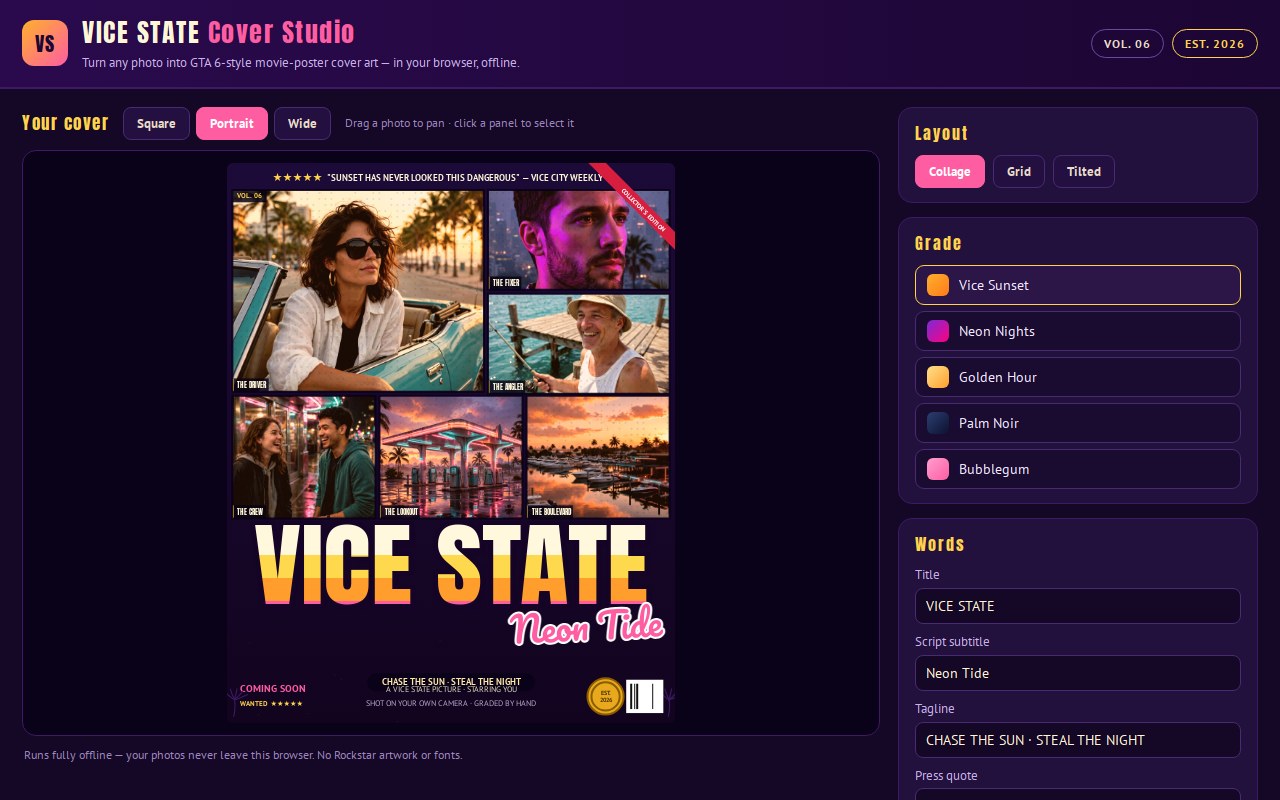 VS
VICE STATE Cover Studio
Turn any photo into GTA 6-style movie-poster cover art — in your browser, offline.
VOL. 06
EST. 2026
Your cover
Square
Portrait
Wide
Drag a photo to pan · click a panel to select it
★★★★★ "SUNSET HAS NEVER LOOKED THIS DANGEROUS" — VICE CITY WEEKLY
COLLECTOR'S EDITION
VOL. 06
THE DRIVER
THE FIXER
THE ANGLER
THE CREW
THE LOOKOUT
THE BOULEVARD
VICE STATE
Neon Tide
COMING SOON
WANTED ★★★★★
CHASE THE SUN · STEAL THE NIGHT
A VICE STATE PICTURE · STARRING YOU
SHOT ON YOUR OWN CAMERA · GRADED BY HAND
EST.
2026
Runs fully offline — your photos never leave this browser. No Rockstar artwork or fonts.
Layout
Collage
Grid
Tilted
Grade
Vice Sunset
Neon Nights
Golden Hour
Palm Noir
Bubblegum
Words
Title
VICE STATE
Script subtitle
Neon Tide
Tagline
CHASE THE SUN · STEAL THE NIGHT
Press quote